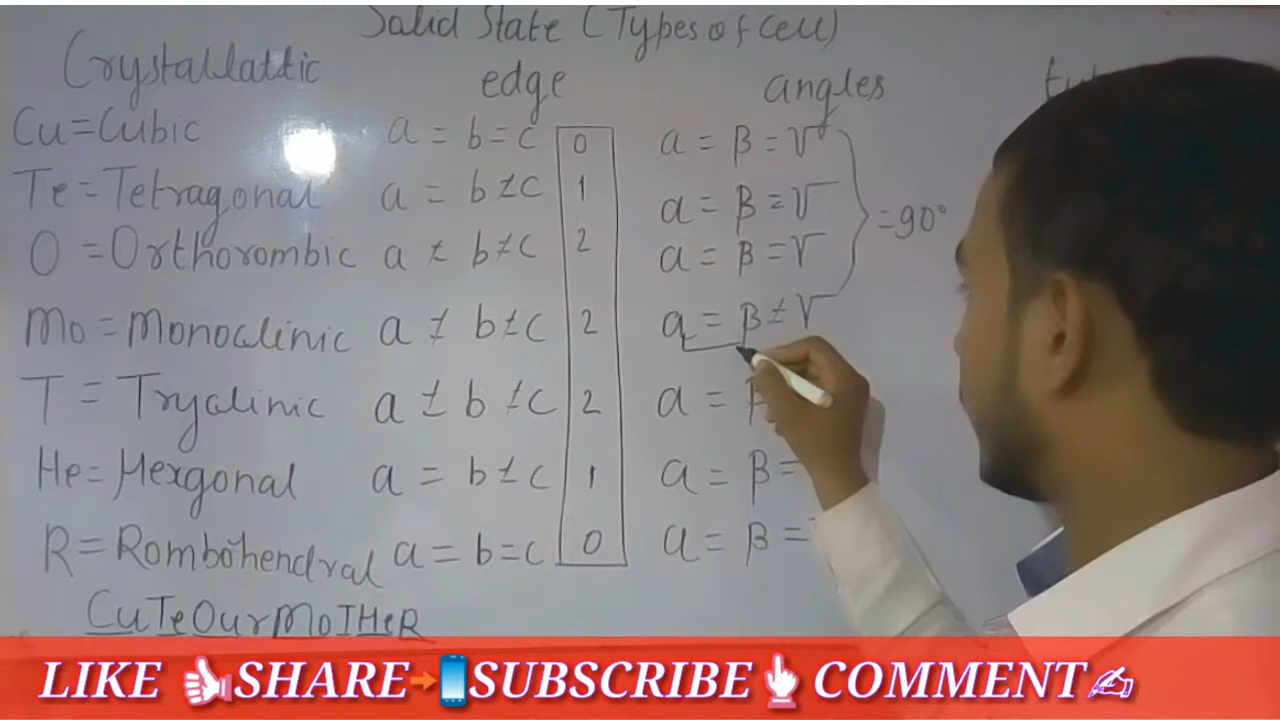 Solid State (Types of cell)
Crystallattic edge angles
Cu=Cubic a = b = c 0 a = β = γ
Te=Tetragonal a = b ≠ c 1 a = β = γ = 90°
O = Orthorombic a ≠ b ≠ c 2 a = β = γ
Mo = Monoclinic a ≠ b ≠ c 2 a = β ≠ γ
T = Tryclinic a ≠ b ≠ c 2 a =
He = Hexgonal a = b ≠ c 1 a = β =
R = Rombohendral a = b = c 0 a = β =
CuTeOurMoTHeR
LIKE SHARE SUBSCRIBE COMMENT